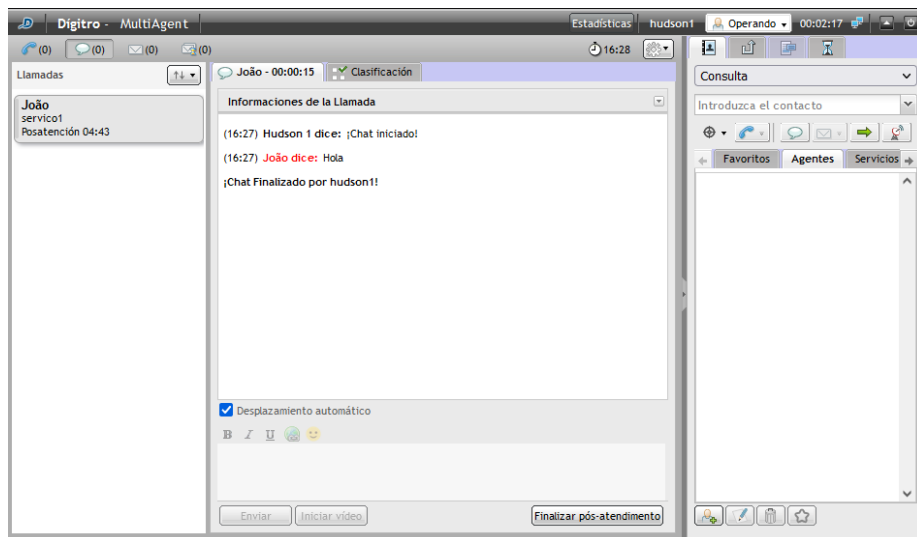 Digitro - MultiAgent Estadísticas hudson1 Operando 00:02:17
(0) (0) (0) (0) 16:28
Llamadas
João - 00:00:15 Clasificación
Consulta
João
servico1
Posatención 04:43
Informaciones de la Llamada
Introduzca el contacto
(16:27) Hudson 1 dice: ¡Chat iniciado!
(16:27) João dice: Hola
¡Chat Finalizado por hudson1!
Favoritos Agentes Servicios
Desplazamiento automático
B I U
Enviar Iniciar vídeo Finalizar pós-atendimento